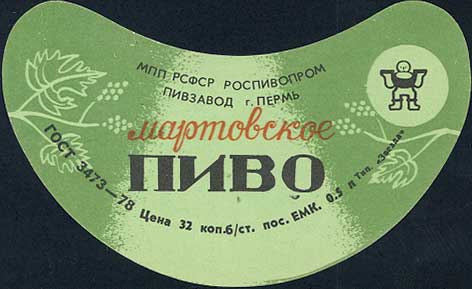 МПП РСФСР РОСПИВОПРОМ
ПИВЗАВОД г. ПЕРМЬ
мартовское
ПИВО
ГОСТ 3473—78 Цена 32 коп.б/ст. пос. ЕМК. 0.5 л Тип. «Звезда»